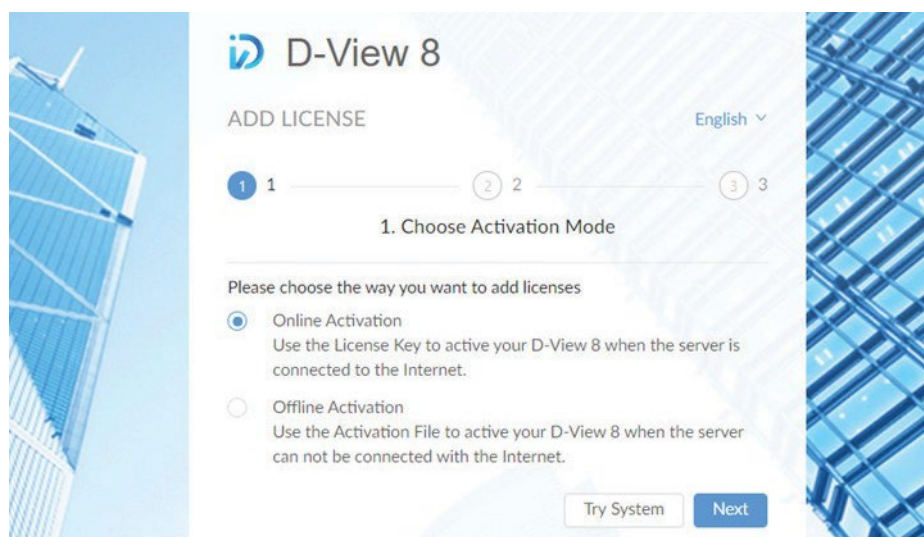 D-View 8
ADD LICENSE
English
1 1
2 2
3 3
1. Choose Activation Mode
Please choose the way you want to add licenses
Online Activation
Use the License Key to active your D-View 8 when the server is
connected to the Internet.
Offline Activation
Use the Activation File to active your D-View 8 when the server
can not be connected with the Internet.
Try System
Next